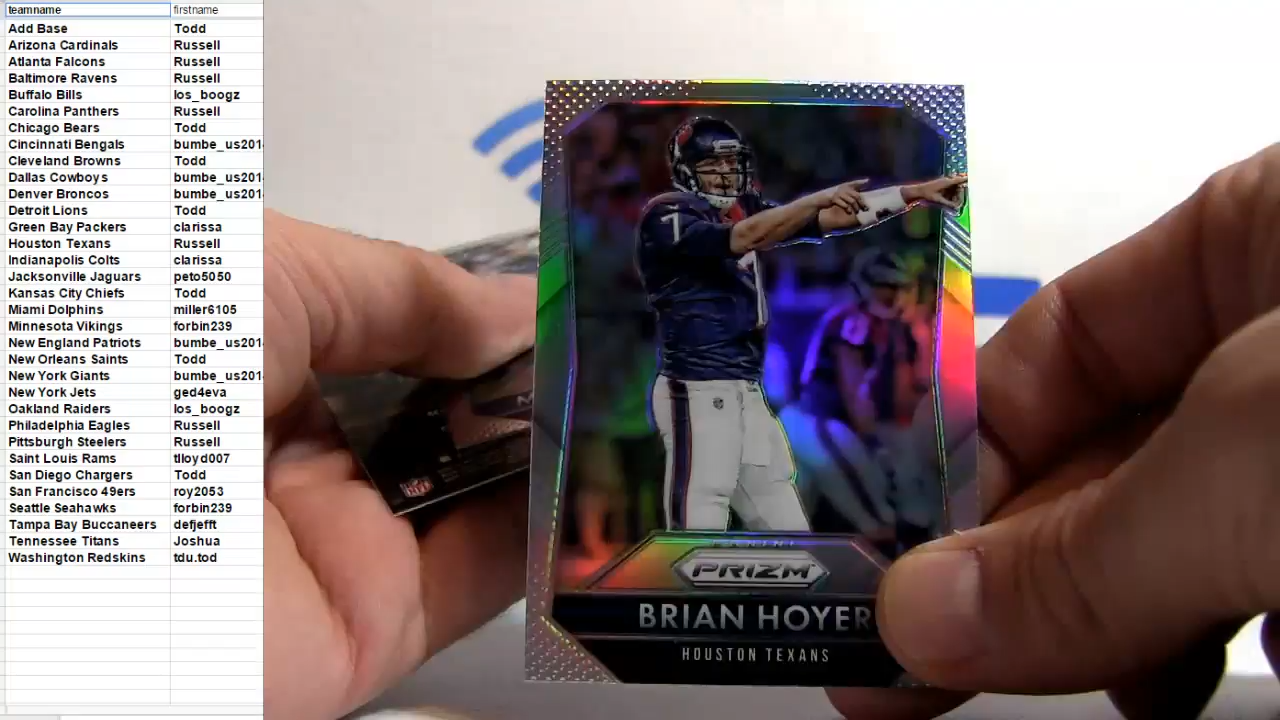 teamname firstname
Add Base Todd
Arizona Cardinals Russell
Atlanta Falcons Russell
Baltimore Ravens Russell
Buffalo Bills los_boogz
Carolina Panthers Russell
Chicago Bears Todd
Cincinnati Bengals bumbe_us201
Cleveland Browns Todd
Dallas Cowboys bumbe_us201
Denver Broncos bumbe_us201
Detroit Lions Todd
Green Bay Packers clarissa
Houston Texans Russell
Indianapolis Colts clarissa
Jacksonville Jaguars peto5050
Kansas City Chiefs Todd
Miami Dolphins miller6105
Minnesota Vikings forbin239
New England Patriots bumbe_us201
New Orleans Saints Todd
New York Giants bumbe_us201
New York Jets ged4eva
Oakland Raiders los_boogz
Philadelphia Eagles Russell
Pittsburgh Steelers Russell
Saint Louis Rams tlloyd007
San Diego Chargers Todd
San Francisco 49ers roy2053
Seattle Seahawks forbin239
Tampa Bay Buccaneers defjefft
Tennessee Titans Joshua
Washington Redskins tdu.tod
7
7
PANINI
PRIZM
BRIAN HOYER
HOUSTON TEXANS
NFL